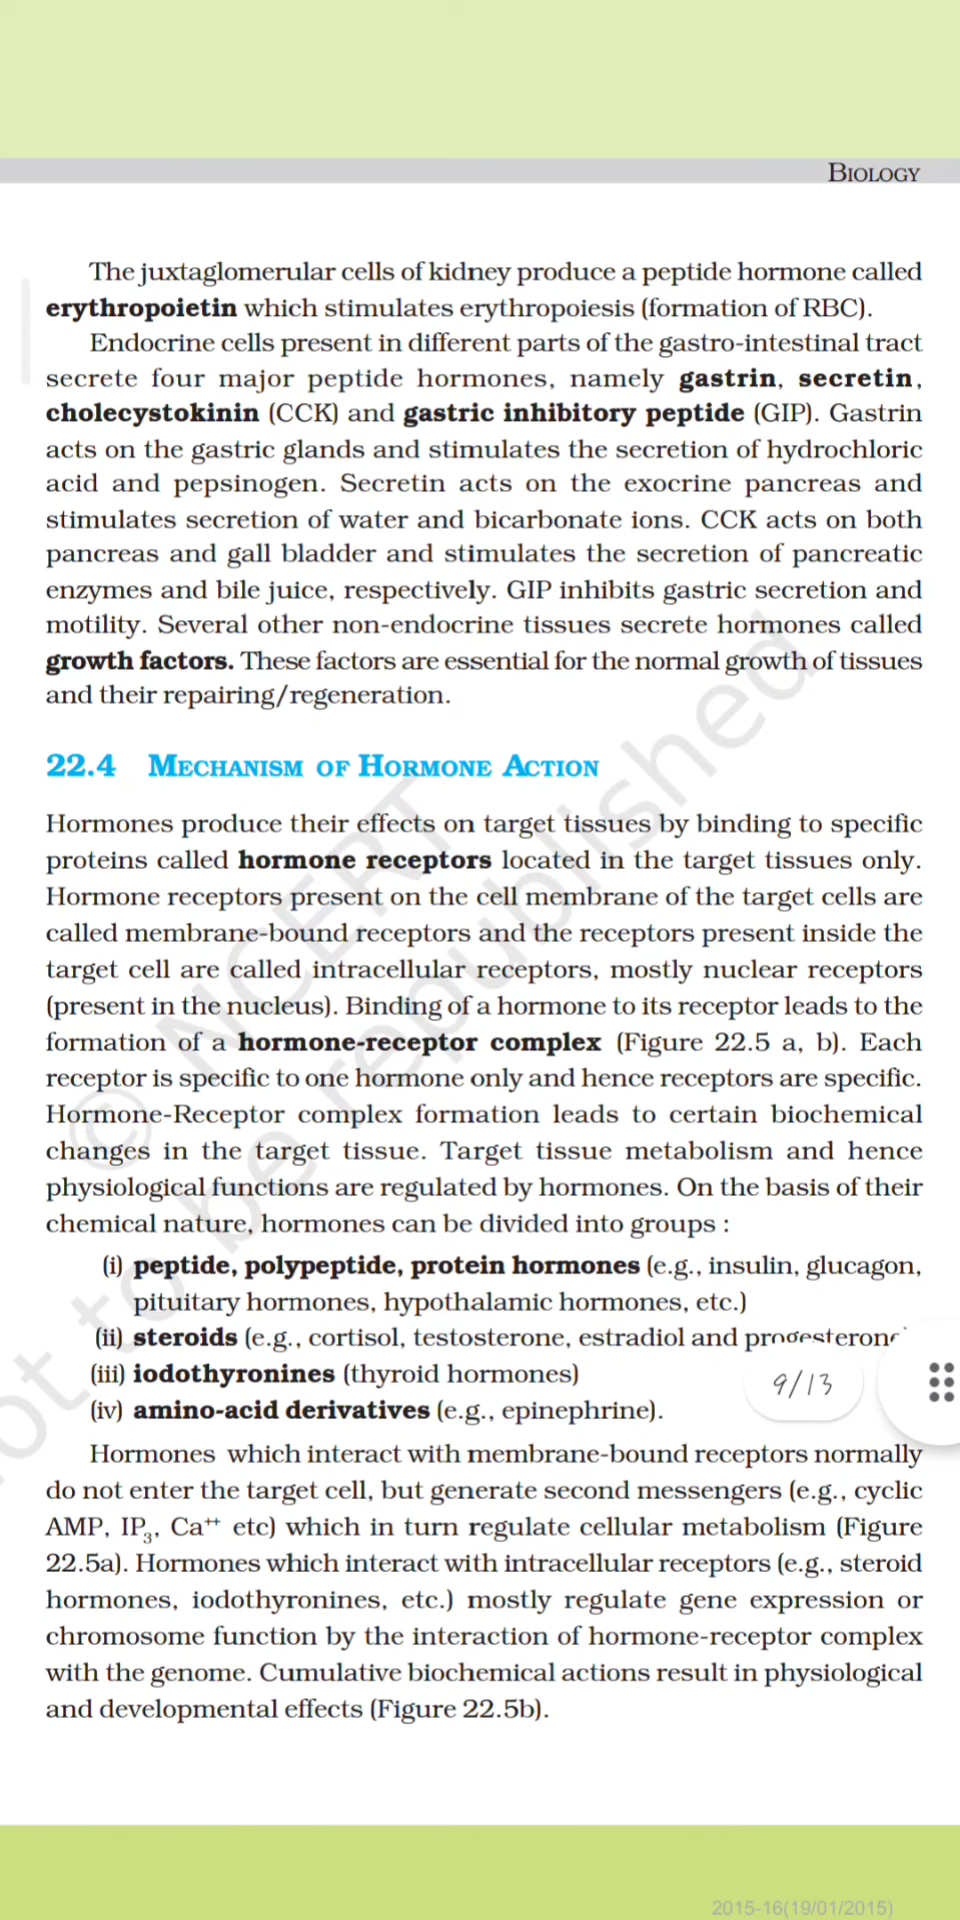 BIOLOGY
The juxtaglomerular cells of kidney produce a peptide hormone called
erythropoietin which stimulates erythropoiesis (formation of RBC).
Endocrine cells present in different parts of the gastro-intestinal tract
secrete four major peptide hormones, namely gastrin, secretin,
cholecystokinin (CCK) and gastric inhibitory peptide (GIP). Gastrin
acts on the gastric glands and stimulates the secretion of hydrochloric
acid and pepsinogen. Secretin acts on the exocrine pancreas and
stimulates secretion of water and bicarbonate ions. CCK acts on both
pancreas and gall bladder and stimulates the secretion of pancreatic
enzymes and bile juice, respectively. GIP inhibits gastric secretion and
motility. Several other non-endocrine tissues secrete hormones called
growth factors. These factors are essential for the normal growth of tissues
and their repairing/regeneration.
22.4 MECHANISM OF HORMONE ACTION
Hormones produce their effects on target tissues by binding to specific
proteins called hormone receptors located in the target tissues only.
Hormone receptors present on the cell membrane of the target cells are
called membrane-bound receptors and the receptors present inside the
target cell are called intracellular receptors, mostly nuclear receptors
(present in the nucleus). Binding of a hormone to its receptor leads to the
formation of a hormone-receptor complex (Figure 22.5 a, b). Each
receptor is specific to one hormone only and hence receptors are specific.
Hormone-Receptor complex formation leads to certain biochemical
changes in the target tissue. Target tissue metabolism and hence
physiological functions are regulated by hormones. On the basis of their
chemical nature, hormones can be divided into groups :
(i) peptide, polypeptide, protein hormones (e.g., insulin, glucagon,
pituitary hormones, hypothalamic hormones, etc.)
(ii) steroids (e.g., cortisol, testosterone, estradiol and progesterone)
(iii) iodothyronines (thyroid hormones)
9/13
(iv) amino-acid derivatives (e.g., epinephrine).
Hormones which interact with membrane-bound receptors normally
do not enter the target cell, but generate second messengers (e.g., cyclic
AMP, IP₃, Ca⁺⁺ etc) which in turn regulate cellular metabolism (Figure
22.5a). Hormones which interact with intracellular receptors (e.g., steroid
hormones, iodothyronines, etc.) mostly regulate gene expression or
chromosome function by the interaction of hormone-receptor complex
with the genome. Cumulative biochemical actions result in physiological
and developmental effects (Figure 22.5b).
© NCERT
not to be republished
2015-16(19/01/2015)